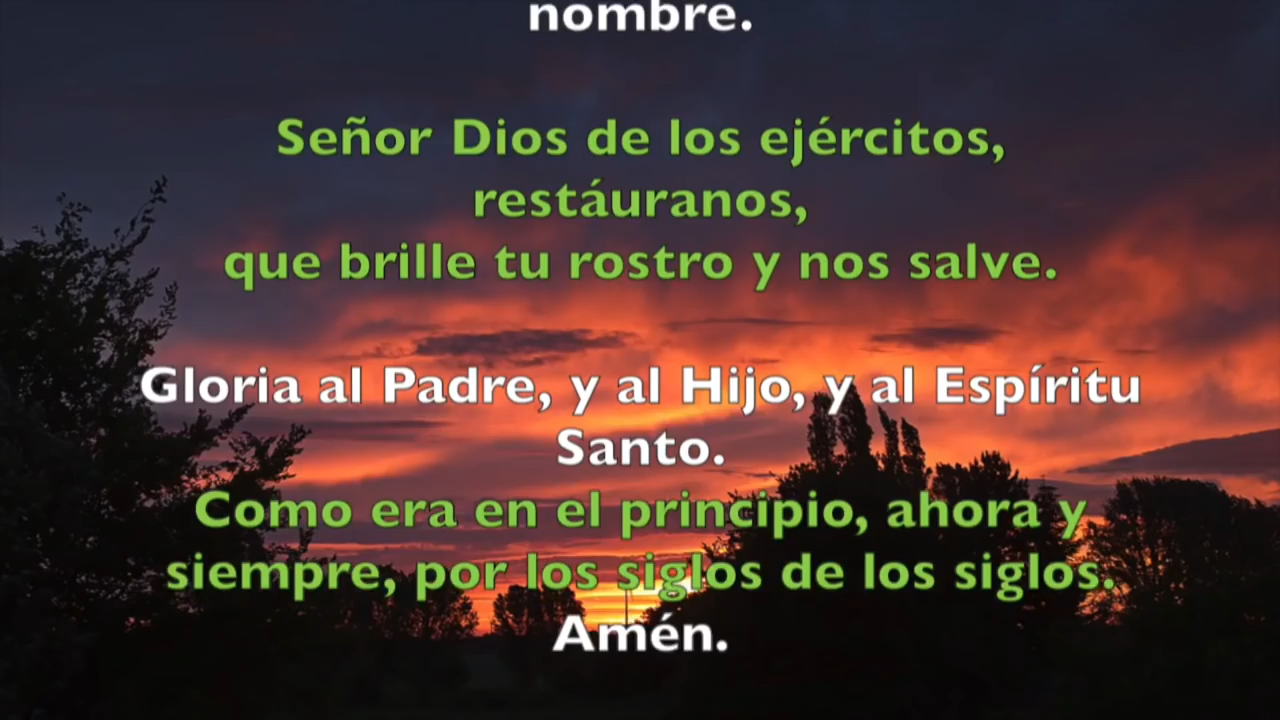 nombre.
Señor Dios de los ejércitos,
restáuranos,
que brille tu rostro y nos salve.
Gloria al Padre, y al Hijo, y al Espíritu
Santo.
Como era en el principio, ahora y
siempre, por los siglos de los siglos.
Amén.